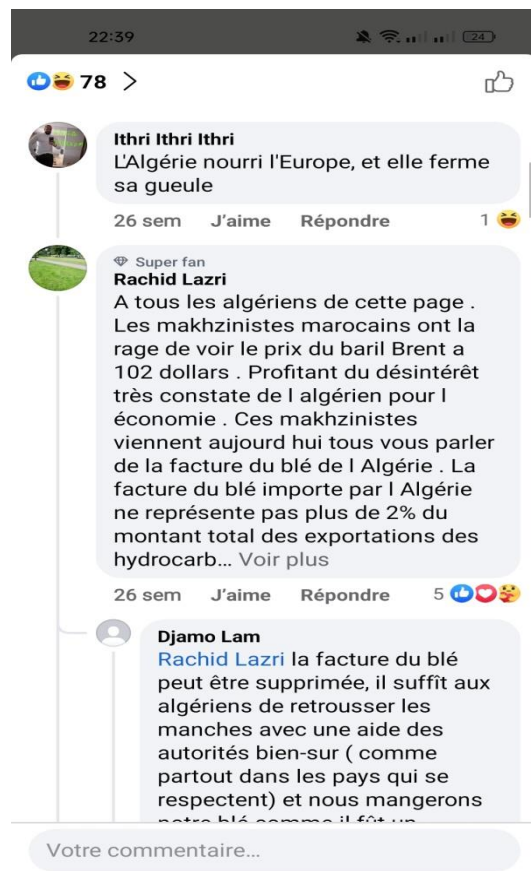 22:39
24
78 >
Ithri Ithri Ithri
L'Algérie nourri l'Europe, et elle ferme
sa gueule
26 sem J'aime Répondre 1
Super fan
Rachid Lazri
A tous les algériens de cette page .
Les makhzinistes marocains ont la
rage de voir le prix du baril Brent a
102 dollars . Profitant du désintérêt
très constate de l algérien pour l
économie . Ces makhzinistes
viennent aujourd hui tous vous parler
de la facture du blé de l Algérie . La
facture du blé importe par l Algérie
ne représente pas plus de 2% du
montant total des exportations des
hydrocarb... Voir plus
26 sem J'aime Répondre 5
Djamo Lam
Rachid Lazri la facture du blé
peut être supprimée, il suffît aux
algériens de retrousser les
manches avec une aide des
autorités bien-sur ( comme
partout dans les pays qui se
respectent) et nous mangerons
notre blé comme il fût un
Votre commentaire...